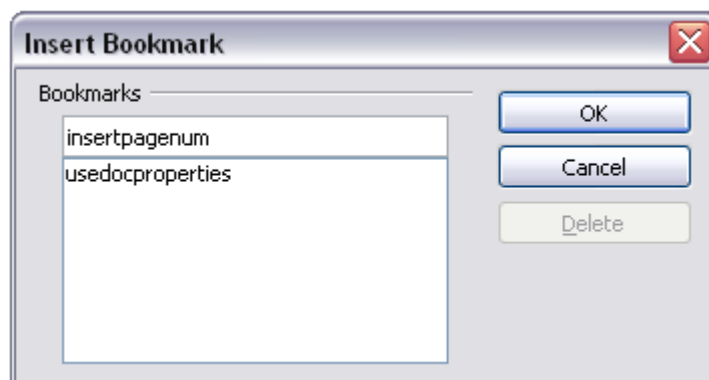 Insert Bookmark
Bookmarks
insertpagenum
usedocproperties
OK
Cancel
Delete